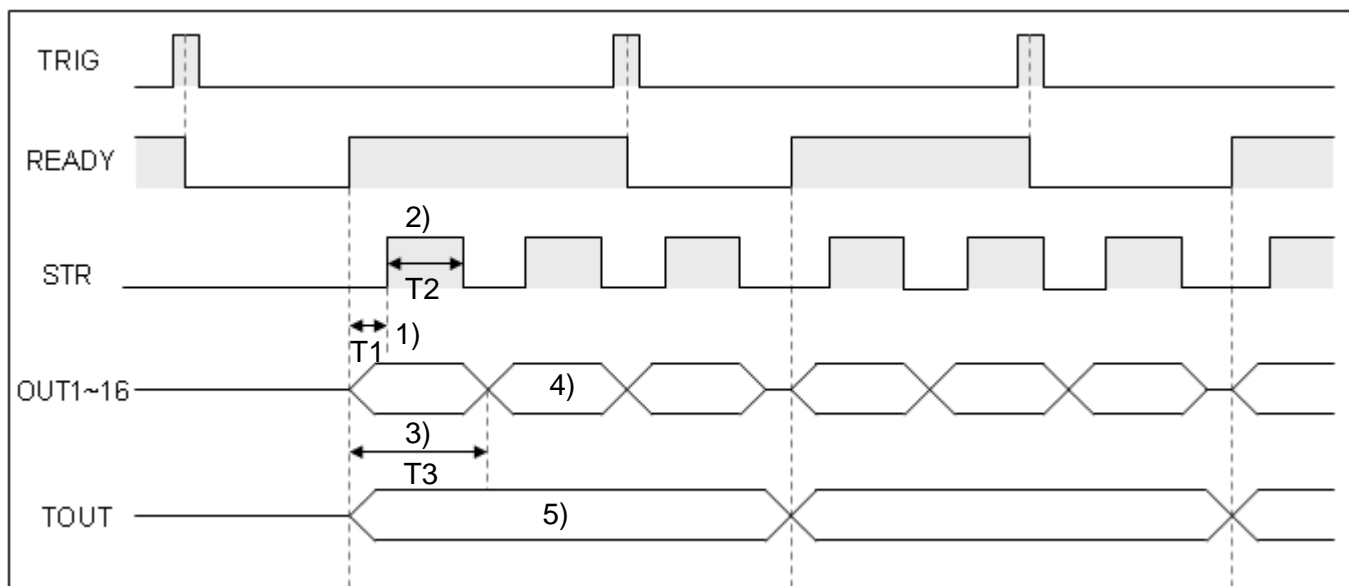 TRIG
READY
2)
STR
T2
1)
T1
OUT1~16
4)
3)
T3
TOUT
5)